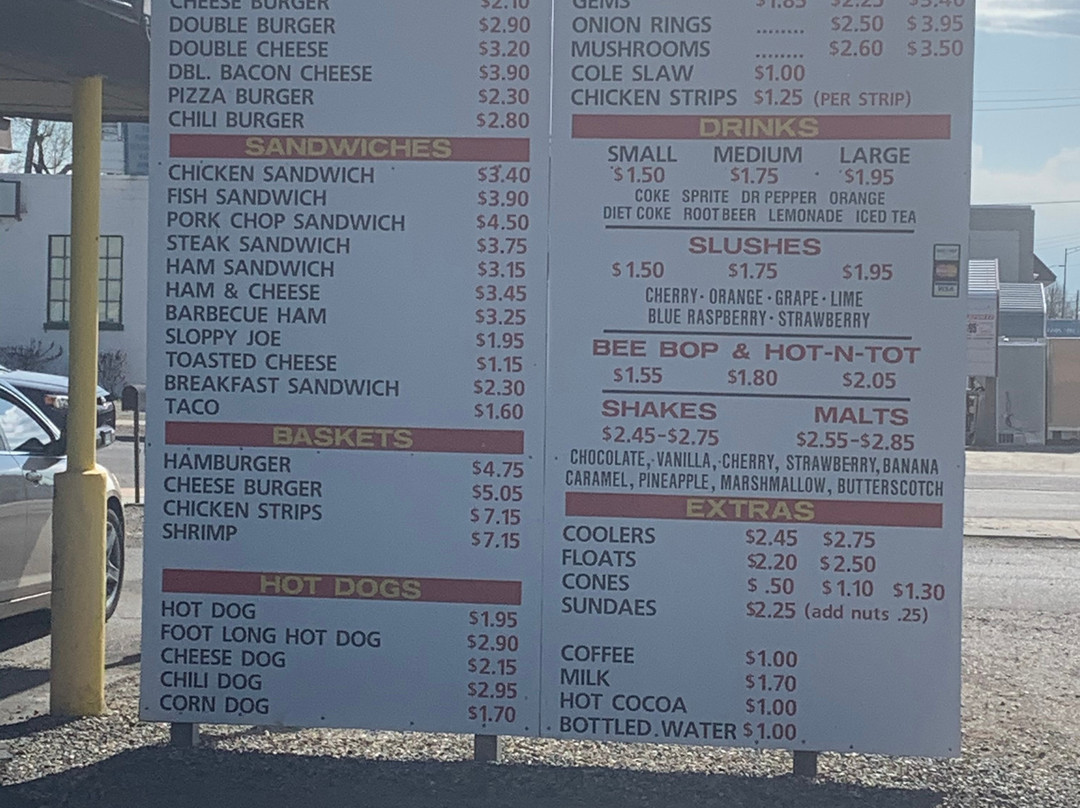 CHEESE BURGER $2.10
DOUBLE BURGER $2.90
DOUBLE CHEESE $3.20
DBL. BACON CHEESE $3.90
PIZZA BURGER $2.30
CHILI BURGER $2.80
SANDWICHES
CHICKEN SANDWICH $3.40
FISH SANDWICH $3.90
PORK CHOP SANDWICH $4.50
STEAK SANDWICH $3.75
HAM SANDWICH $3.15
HAM & CHEESE $3.45
BARBECUE HAM $3.25
SLOPPY JOE $1.95
TOASTED CHEESE $1.15
BREAKFAST SANDWICH $2.30
TACO $1.60
BASKETS
HAMBURGER $4.75
CHEESE BURGER $5.05
CHICKEN STRIPS $7.15
SHRIMP $7.15
HOT DOGS
HOT DOG $1.95
FOOT LONG HOT DOG $2.90
CHEESE DOG $2.15
CHILI DOG $2.95
CORN DOG $1.70
GEMS $1.85 $2.25 $3.40
ONION RINGS ........ $2.50 $3.95
MUSHROOMS ........ $2.60 $3.50
COLE SLAW $1.00
CHICKEN STRIPS $1.25 (PER STRIP)
DRINKS
SMALL MEDIUM LARGE
$1.50 $1.75 $1.95
COKE SPRITE DR PEPPER ORANGE
DIET COKE ROOT BEER LEMONADE ICED TEA
SLUSHES
$1.50 $1.75 $1.95
CHERRY · ORANGE · GRAPE · LIME
BLUE RASPBERRY · STRAWBERRY
BEE BOP & HOT-N-TOT
$1.55 $1.80 $2.05
SHAKES MALTS
$2.45-$2.75 $2.55-$2.85
CHOCOLATE, VANILLA, CHERRY, STRAWBERRY, BANANA
CARAMEL, PINEAPPLE, MARSHMALLOW, BUTTERSCOTCH
EXTRAS
COOLERS $2.45 $2.75
FLOATS $2.20 $2.50
CONES $ .50 $1.10 $1.30
SUNDAES $2.25 (add nuts .25)
COFFEE $1.00
MILK $1.70
HOT COCOA $1.00
BOTTLED WATER $1.00
VISA